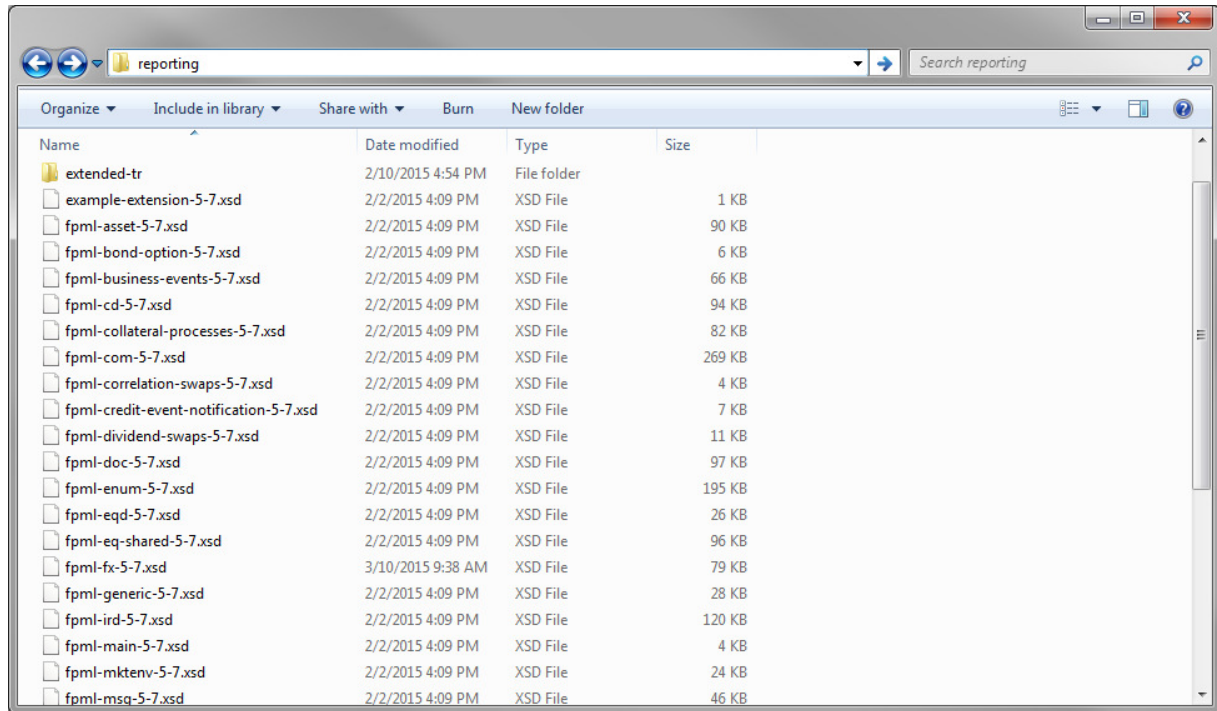 reporting
Search reporting
Organize Include in library Share with Burn New folder
Name Date modified Type Size
extended-tr 2/10/2015 4:54 PM File folder
example-extension-5-7.xsd 2/2/2015 4:09 PM XSD File 1 KB
fpml-asset-5-7.xsd 2/2/2015 4:09 PM XSD File 90 KB
fpml-bond-option-5-7.xsd 2/2/2015 4:09 PM XSD File 6 KB
fpml-business-events-5-7.xsd 2/2/2015 4:09 PM XSD File 66 KB
fpml-cd-5-7.xsd 2/2/2015 4:09 PM XSD File 94 KB
fpml-collateral-processes-5-7.xsd 2/2/2015 4:09 PM XSD File 82 KB
fpml-com-5-7.xsd 2/2/2015 4:09 PM XSD File 269 KB
fpml-correlation-swaps-5-7.xsd 2/2/2015 4:09 PM XSD File 4 KB
fpml-credit-event-notification-5-7.xsd 2/2/2015 4:09 PM XSD File 7 KB
fpml-dividend-swaps-5-7.xsd 2/2/2015 4:09 PM XSD File 11 KB
fpml-doc-5-7.xsd 2/2/2015 4:09 PM XSD File 97 KB
fpml-enum-5-7.xsd 2/2/2015 4:09 PM XSD File 195 KB
fpml-eqd-5-7.xsd 2/2/2015 4:09 PM XSD File 26 KB
fpml-eq-shared-5-7.xsd 2/2/2015 4:09 PM XSD File 96 KB
fpml-fx-5-7.xsd 3/10/2015 9:38 AM XSD File 79 KB
fpml-generic-5-7.xsd 2/2/2015 4:09 PM XSD File 28 KB
fpml-ird-5-7.xsd 2/2/2015 4:09 PM XSD File 120 KB
fpml-main-5-7.xsd 2/2/2015 4:09 PM XSD File 4 KB
fpml-mktenv-5-7.xsd 2/2/2015 4:09 PM XSD File 24 KB
fpml-msg-5-7.xsd 2/2/2015 4:09 PM XSD File 46 KB